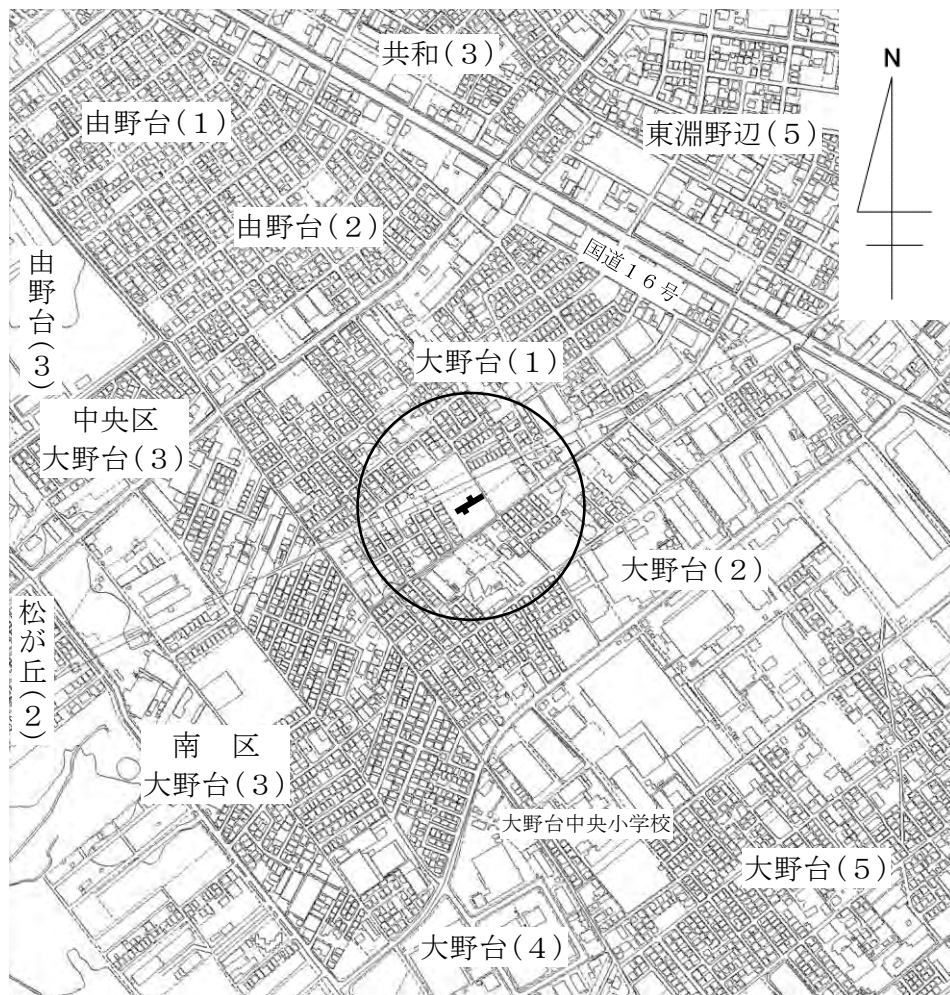 共和(3)
N
由野台(1)
東淵野辺(5)
由野台(2)
国道16号
由野台(3)
大野台(1)
中央区
大野台(3)
大野台(2)
松が丘(2)
南 区
大野台(3)
大野台中央小学校
大野台(5)
大野台(4)